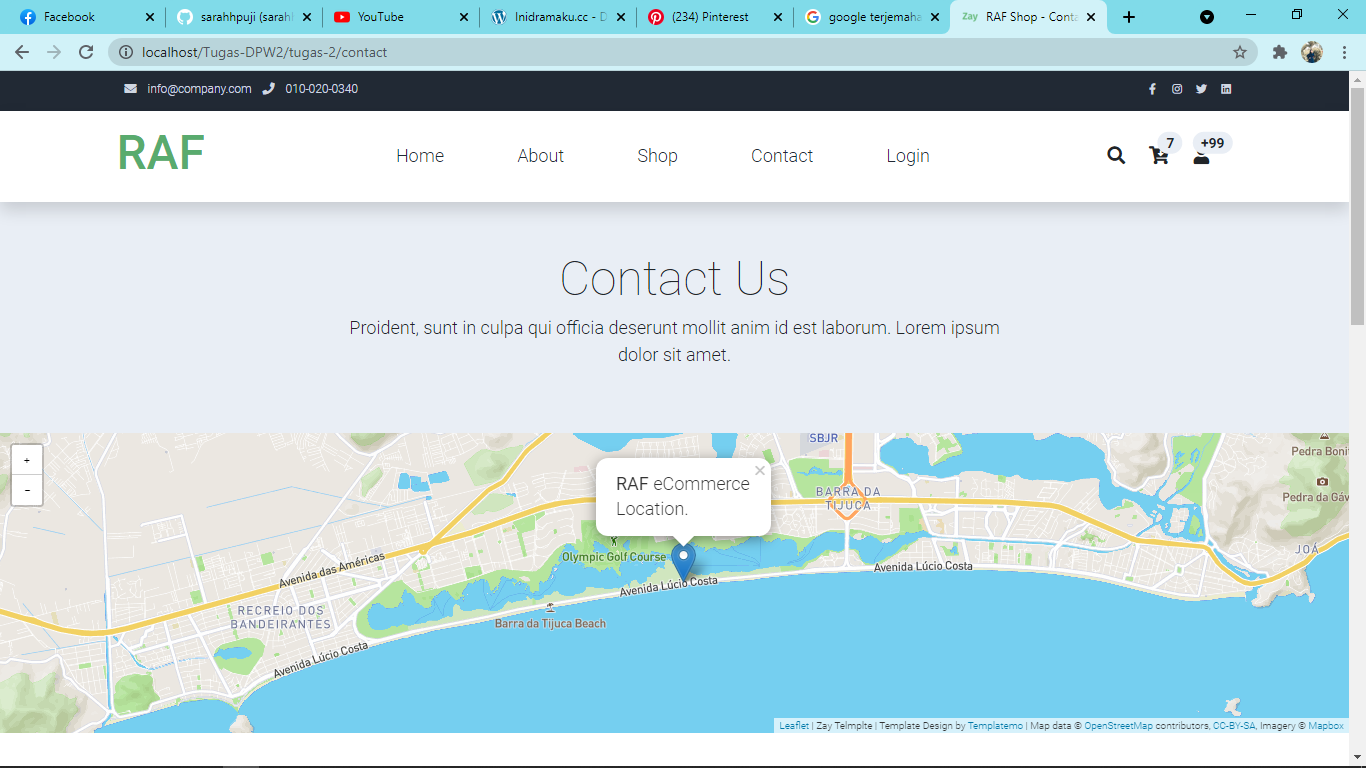 Facebook
sarahhpuji (sarahl
YouTube
Inidramaku.cc - D
(234) Pinterest
google terjemaha
Zay
RAF Shop - Conta
localhost/Tugas-DPW2/tugas-2/contact
info@company.com
010-020-0340
RAF
Home
About
Shop
Contact
Login
7
+99
Contact Us
Proident, sunt in culpa qui officia deserunt mollit anim id est laborum. Lorem ipsum
dolor sit amet.
+
-
SBJR
Pedra Bonit
RAF eCommerce
Location.
BARRA DA
TIJUCA
Pedra da Gáv
JOÁ
Olympic Golf Course
Avenida das Américas
Avenida Lúcio Costa
Avenida Lúcio Costa
RECREIO DOS
BANDEIRANTES
Barra da Tijuca Beach
Avenida Lúcio Costa
Leaflet | Zay Telmplte | Template Design by Templatemo | Map data © OpenStreetMap contributors, CC-BY-SA, Imagery © Mapbox